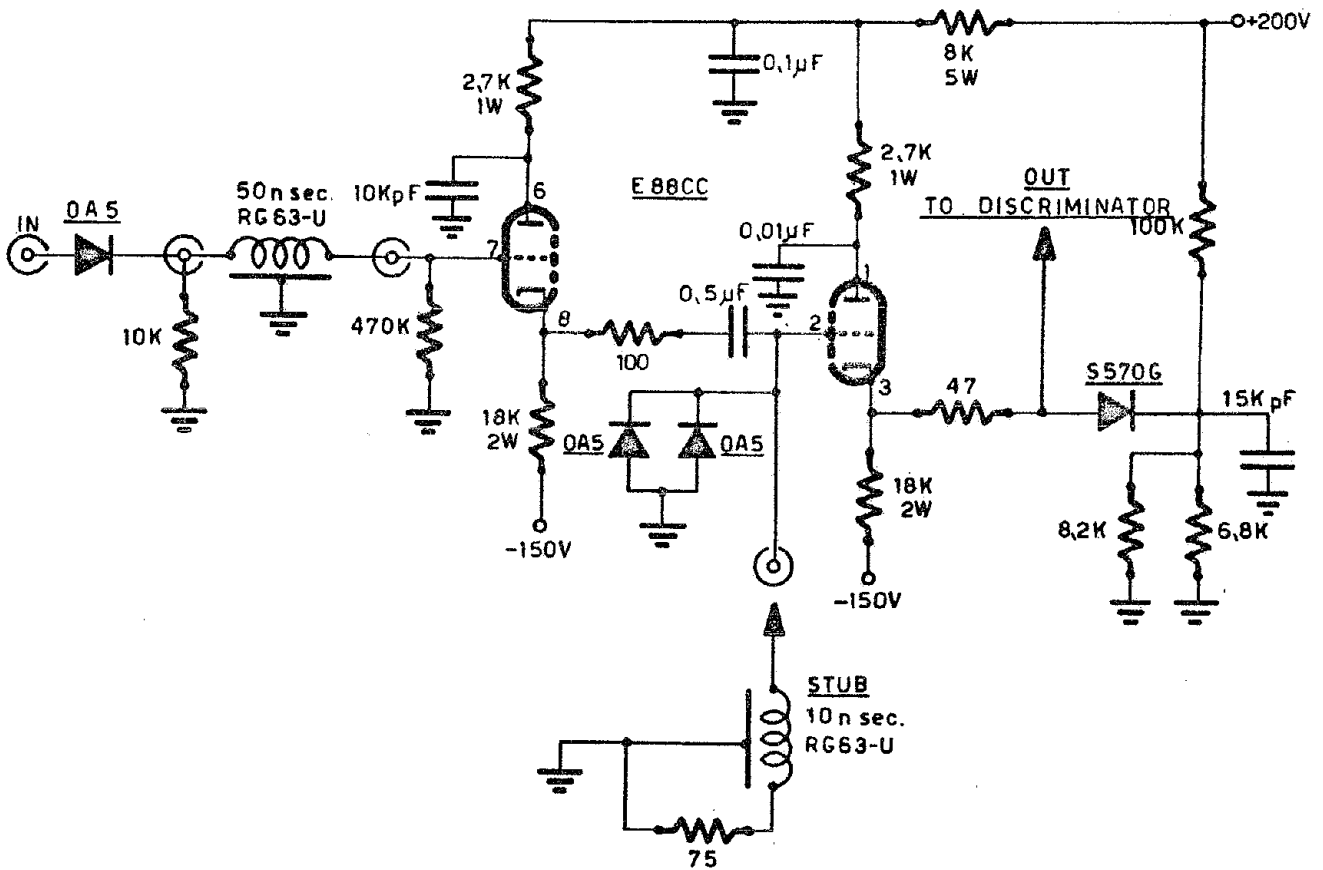 +200V
8K
5W
0,1µF
2,7K
1W
2,7K
1W
10KpF
6
E88CC
OUT
TO DISCRIMINATOR
100K
50n sec.
RG63-U
IN
OA5
7
0,01µF
1
0,5µF
10K
470K
8
100
2
3
47
S570G
15KpF
18K
2W
OA5
OA5
18K
2W
8,2K
6,8K
-150V
-150V
STUB
10n sec.
RG63-U
75